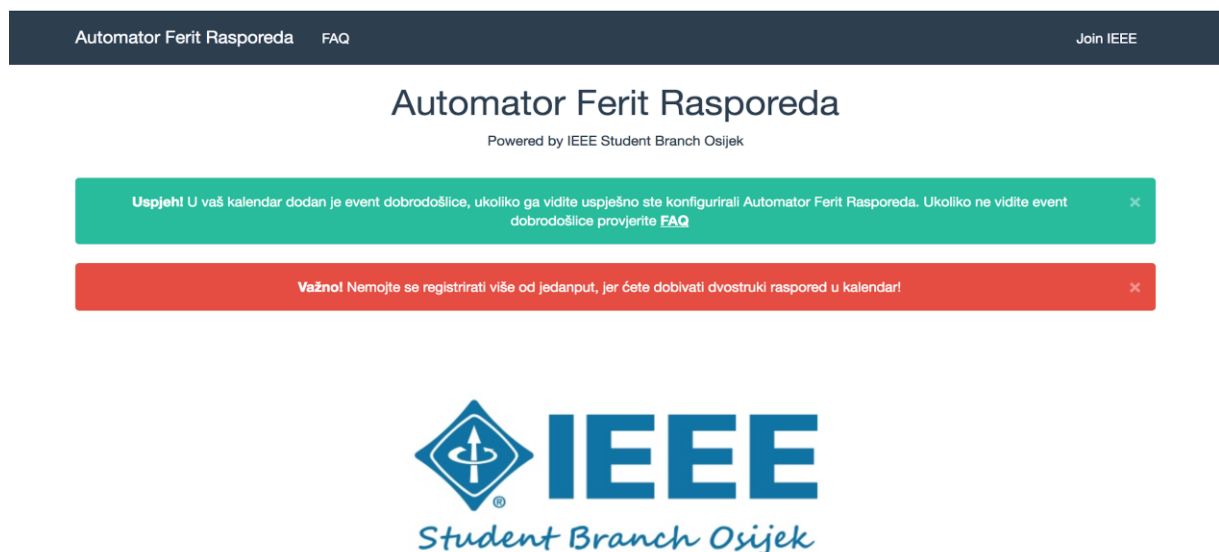 Automator Ferit Rasporeda FAQ Join IEEE
Automator Ferit Rasporeda
Powered by IEEE Student Branch Osijek
Uspjeh! U vaš kalendar dodan je event dobrodošlice, ukoliko ga vidite uspješno ste konfigurirali Automator Ferit Rasporeda. Ukoliko ne vidite event ×
dobrodošlice provjerite FAQ
Važno! Nemojte se registrirati više od jedanput, jer ćete dobivati dvostruki raspored u kalendar! ×
IEEE
®
Student Branch Osijek